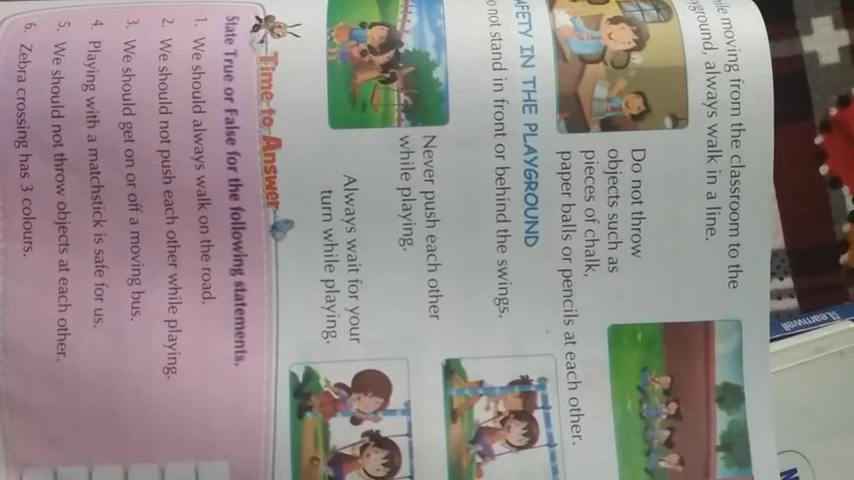 moving from the classroom to the
always walk in a line.
Do not throw
objects such as
pieces of chalk,
paper balls or pencils at each other.
IN THE PLAYGROUND
not stand in front or behind the swings.
Never push each other
while playing.
Always wait for your
turn while playing.
Time to Answer
State True or False for the following statements.
1. We should always walk on the road.
2. We should not push each other while playing.
3. We should get on or off a moving bus.
4. Playing with a matchstick is safe for us.
5. We should not throw objects at each other.
6. Zebra crossing has 3 colours.
iLearnwell